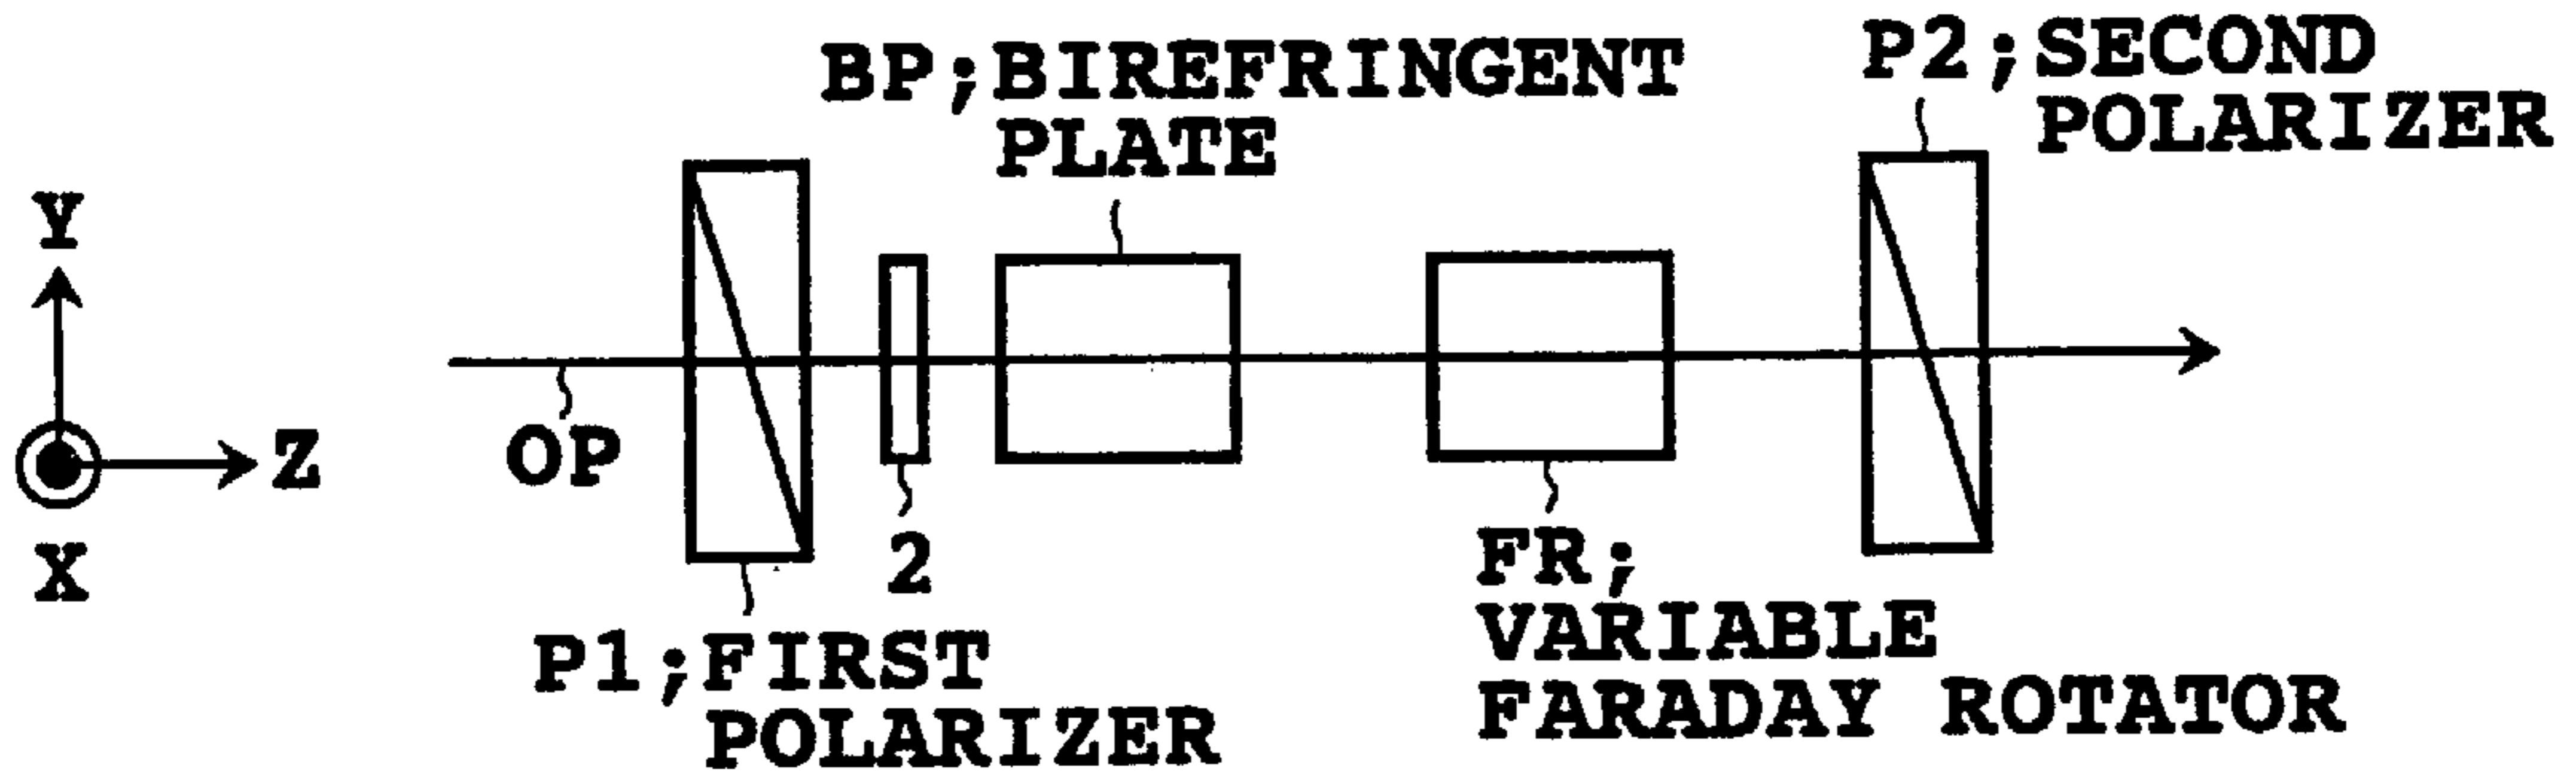 BP;BIREFRINGENT
PLATE
P2;SECOND
POLARIZER
Y
Z
X
OP
2
P1;FIRST
POLARIZER
FR;
VARIABLE
FARADAY ROTATOR